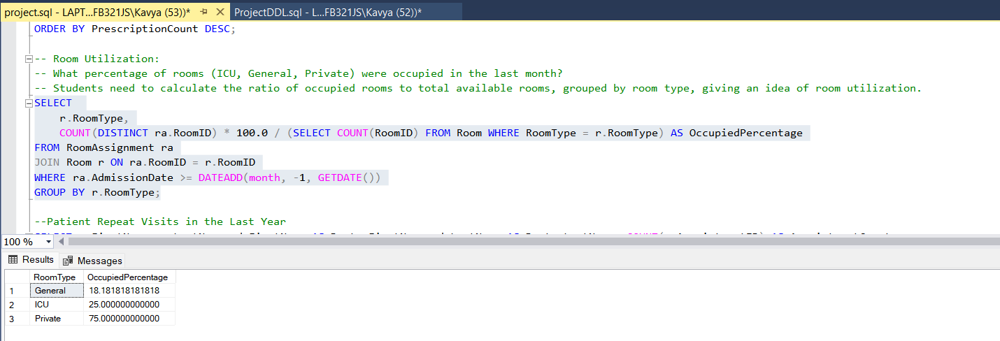 project.sql - LAPT...FB321JS\Kavya (53))* ProjectDDL.sql - L...FB321JS\Kavya (52))*
ORDER BY PrescriptionCount DESC;
-- Room Utilization:
-- What percentage of rooms (ICU, General, Private) were occupied in the last month?
-- Students need to calculate the ratio of occupied rooms to total available rooms, grouped by room type, giving an idea of room utilization.
SELECT
r.RoomType,
COUNT(DISTINCT ra.RoomID) * 100.0 / (SELECT COUNT(RoomID) FROM Room WHERE RoomType = r.RoomType) AS OccupiedPercentage
FROM RoomAssignment ra
JOIN Room r ON ra.RoomID = r.RoomID
WHERE ra.AdmissionDate >= DATEADD(month, -1, GETDATE())
GROUP BY r.RoomType;
--Patient Repeat Visits in the Last Year
100 %
Results Messages
RoomType OccupiedPercentage
1 General 18.181818181818
2 ICU 25.000000000000
3 Private 75.000000000000